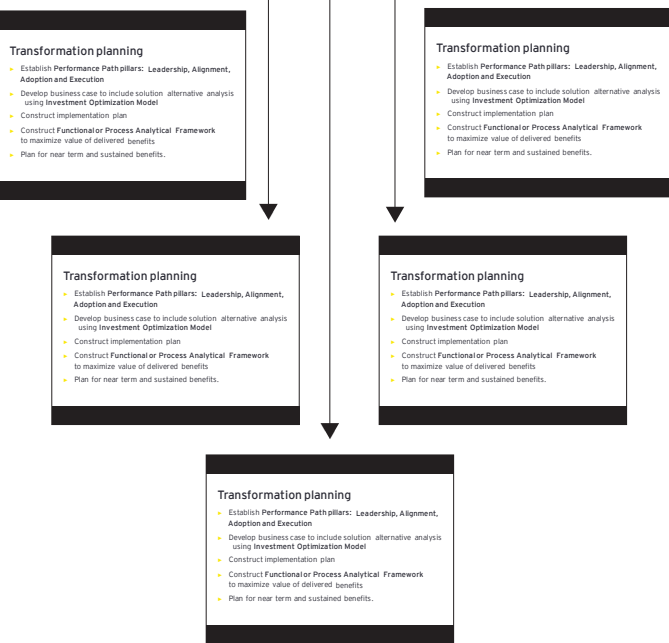 Transformation planning
Establish Performance Path pillars: Leadership, Alignment,
Adoption and Execution
Develop business case to include solution alternative analysis
using Investment Optimization Model
Construct implementation plan
Construct Functional or Process Analytical Framework
to maximize value of delivered benefits
Plan for near term and sustained benefits.
Transformation planning
Establish Performance Path pillars: Leadership, Alignment,
Adoption and Execution
Develop business case to include solution alternative analysis
using Investment Optimization Model
Construct implementation plan
Construct Functional or Process Analytical Framework
to maximize value of delivered benefits
Plan for near term and sustained benefits.
Transformation planning
Establish Performance Path pillars: Leadership, Alignment,
Adoption and Execution
Develop business case to include solution alternative analysis
using Investment Optimization Model
Construct implementation plan
Construct Functional or Process Analytical Framework
to maximize value of delivered benefits
Plan for near term and sustained benefits.
Transformation planning
Establish Performance Path pillars: Leadership, Alignment,
Adoption and Execution
Develop business case to include solution alternative analysis
using Investment Optimization Model
Construct implementation plan
Construct Functional or Process Analytical Framework
to maximize value of delivered benefits
Plan for near term and sustained benefits.
Transformation planning
Establish Performance Path pillars: Leadership, Alignment,
Adoption and Execution
Develop business case to include solution alternative analysis
using Investment Optimization Model
Construct implementation plan
Construct Functional or Process Analytical Framework
to maximize value of delivered benefits
Plan for near term and sustained benefits.